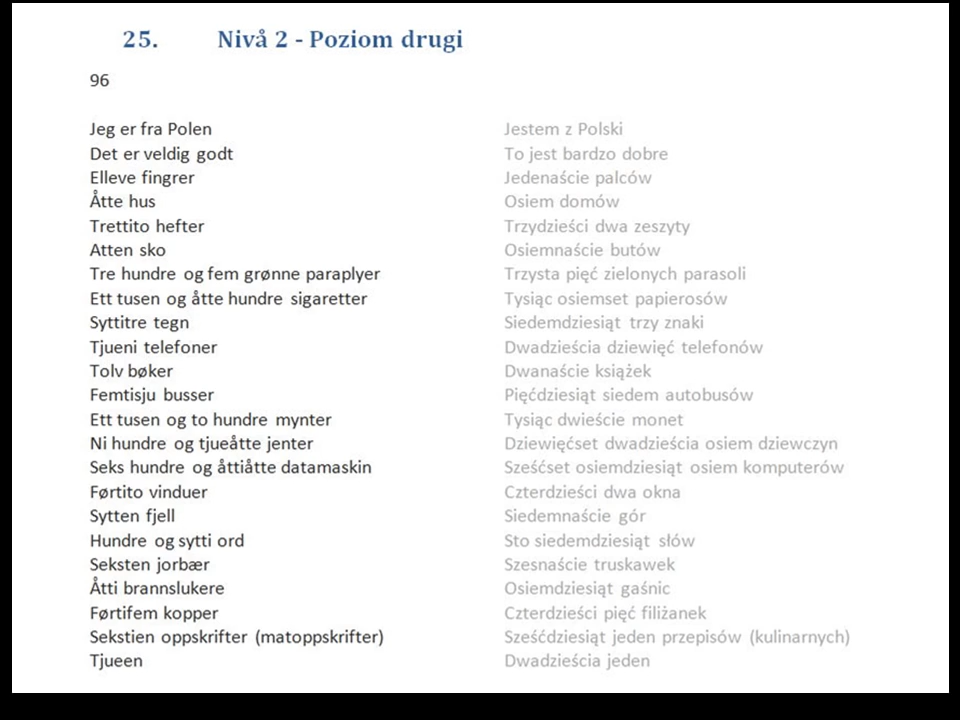 25. Nivå 2 - Poziom drugi
96
Jeg er fra Polen Jestem z Polski
Det er veldig godt To jest bardzo dobre
Elleve fingrer Jedenaście palców
Åtte hus Osiem domów
Trettito hefter Trzydzieści dwa zeszyty
Atten sko Osiemnaście butów
Tre hundre og fem grønne paraplyer Trzysta pięć zielonych parasoli
Ett tusen og åtte hundre sigaretter Tysiąc osiemset papierosów
Syttitre tegn Siedemdziesiąt trzy znaki
Tjueni telefoner Dwadzieścia dziewięć telefonów
Tolv bøker Dwanaście książek
Femtisju busser Pięćdziesiąt siedem autobusów
Ett tusen og to hundre mynter Tysiąc dwieście monet
Ni hundre og tjueåtte jenter Dziewięćset dwadzieścia osiem dziewczyn
Seks hundre og åttiåtte datamaskin Sześćset osiemdziesiąt osiem komputerów
Førtito vinduer Czterdzieści dwa okna
Sytten fjell Siedemnaście gór
Hundre og sytti ord Sto siedemdziesiąt słów
Seksten jorbær Szesnaście truskawek
Åtti brannslukere Osiemdziesiąt gaśnic
Førtifem kopper Czterdzieści pięć filiżanek
Sekstien oppskrifter (matoppskrifter) Sześćdziesiąt jeden przepisów (kulinarnych)
Tjueen Dwadzieścia jeden